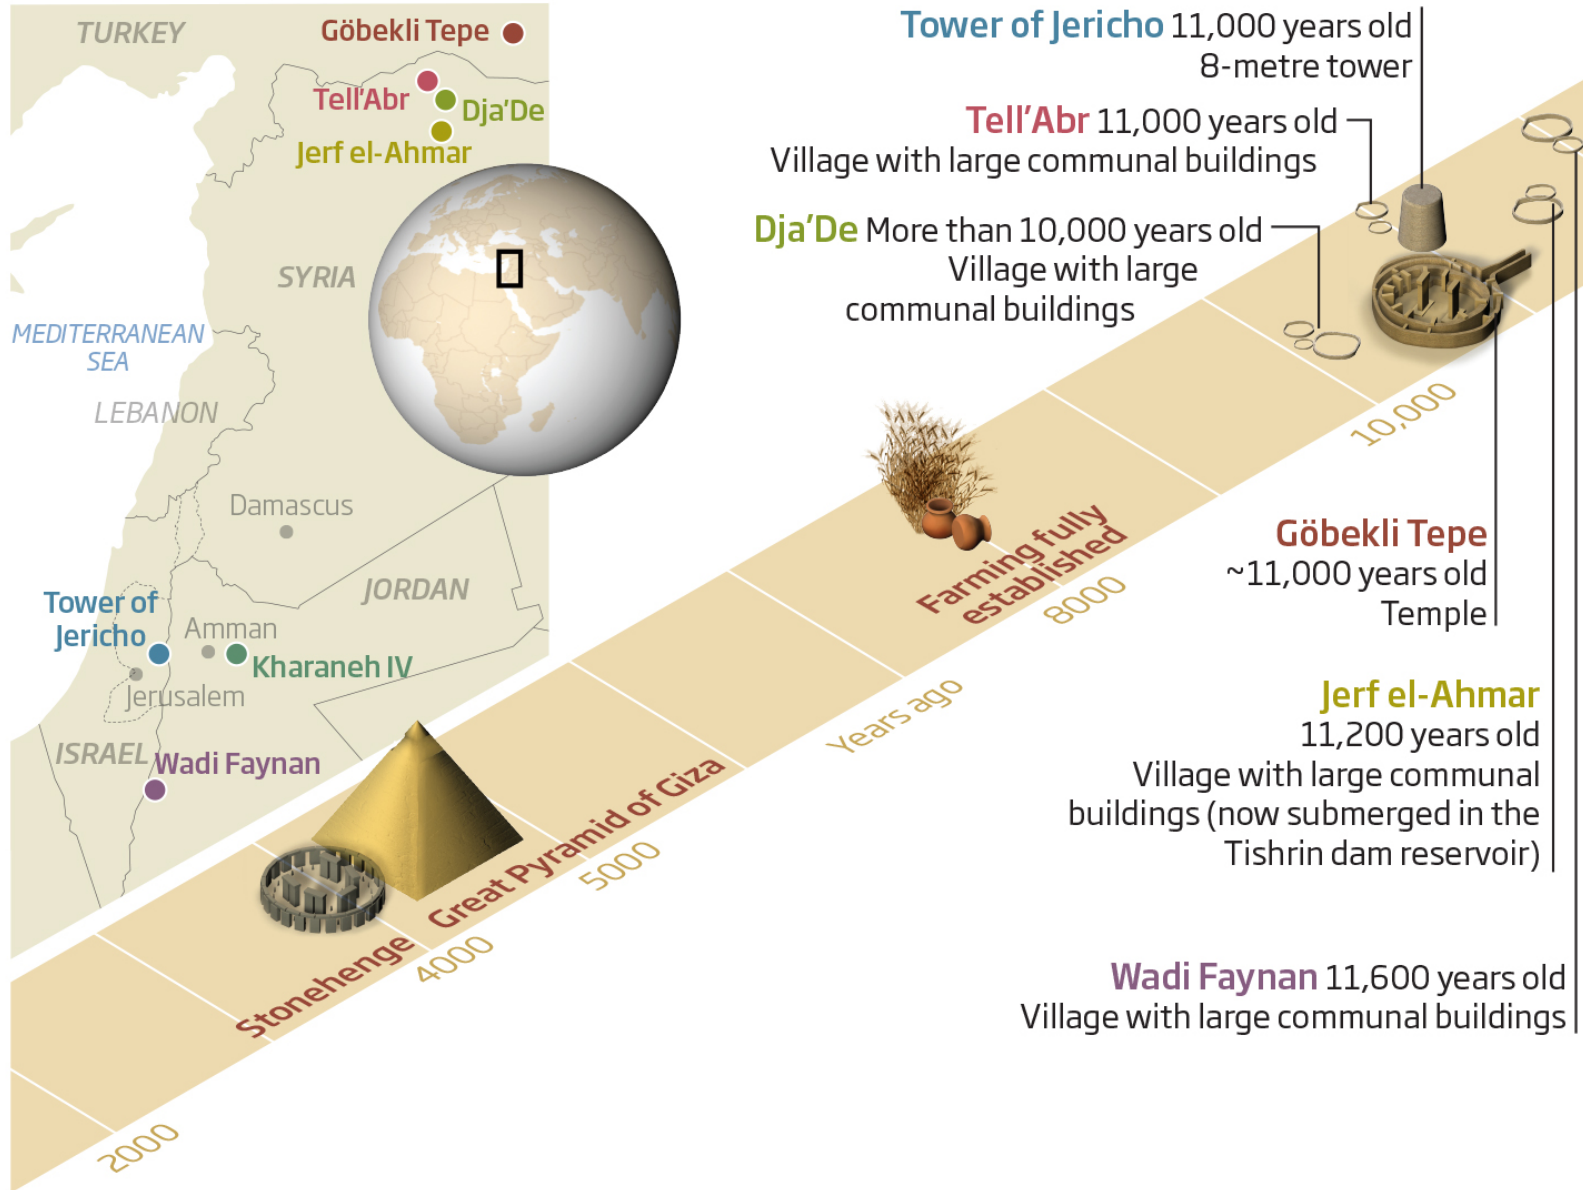 TURKEY
Göbekli Tepe
Tell'Abr
Dja'De
Jerf el-Ahmar
SYRIA
MEDITERRANEAN
SEA
LEBANON
Damascus
JORDAN
Tower of
Jericho
Amman
Kharaneh IV
Jerusalem
ISRAEL
Wadi Faynan
Tower of Jericho 11,000 years old
8-metre tower
Tell'Abr 11,000 years old
Village with large communal buildings
Dja'De More than 10,000 years old
Village with large
communal buildings
10,000
Göbekli Tepe
~11,000 years old
Temple
Farming fully
established
8000
Jerf el-Ahmar
11,200 years old
Village with large communal
buildings (now submerged in the
Tishrin dam reservoir)
Years ago
Great Pyramid of Giza
5000
Stonehenge
4000
Wadi Faynan 11,600 years old
Village with large communal buildings
2000